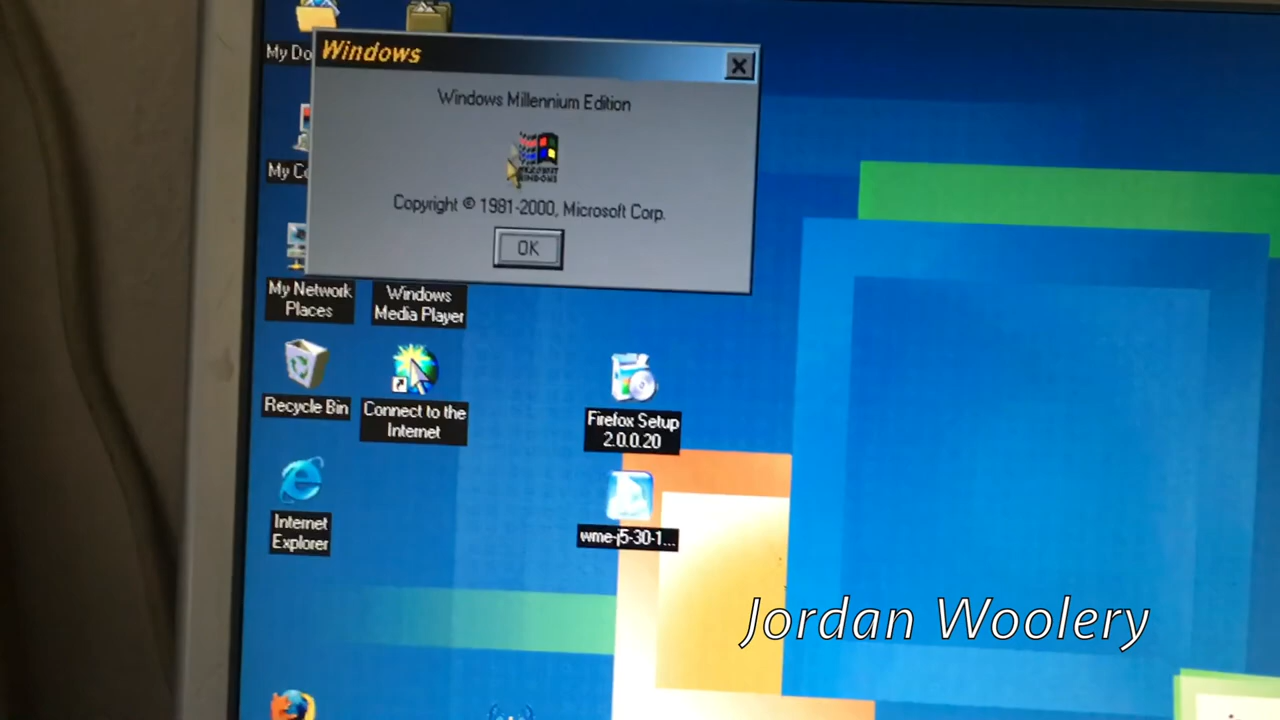 Windows
Windows Millennium Edition
MICROSOFT
WINDOWS
Copyright © 1981-2000, Microsoft Corp.
OK
My Do
My Co
My Network
Places
Windows
Media Player
Recycle Bin
Connect to the
Internet
Firefox Setup
2.0.0.20
Internet
Explorer
wme-j5-30-1...
Jordan Woolery